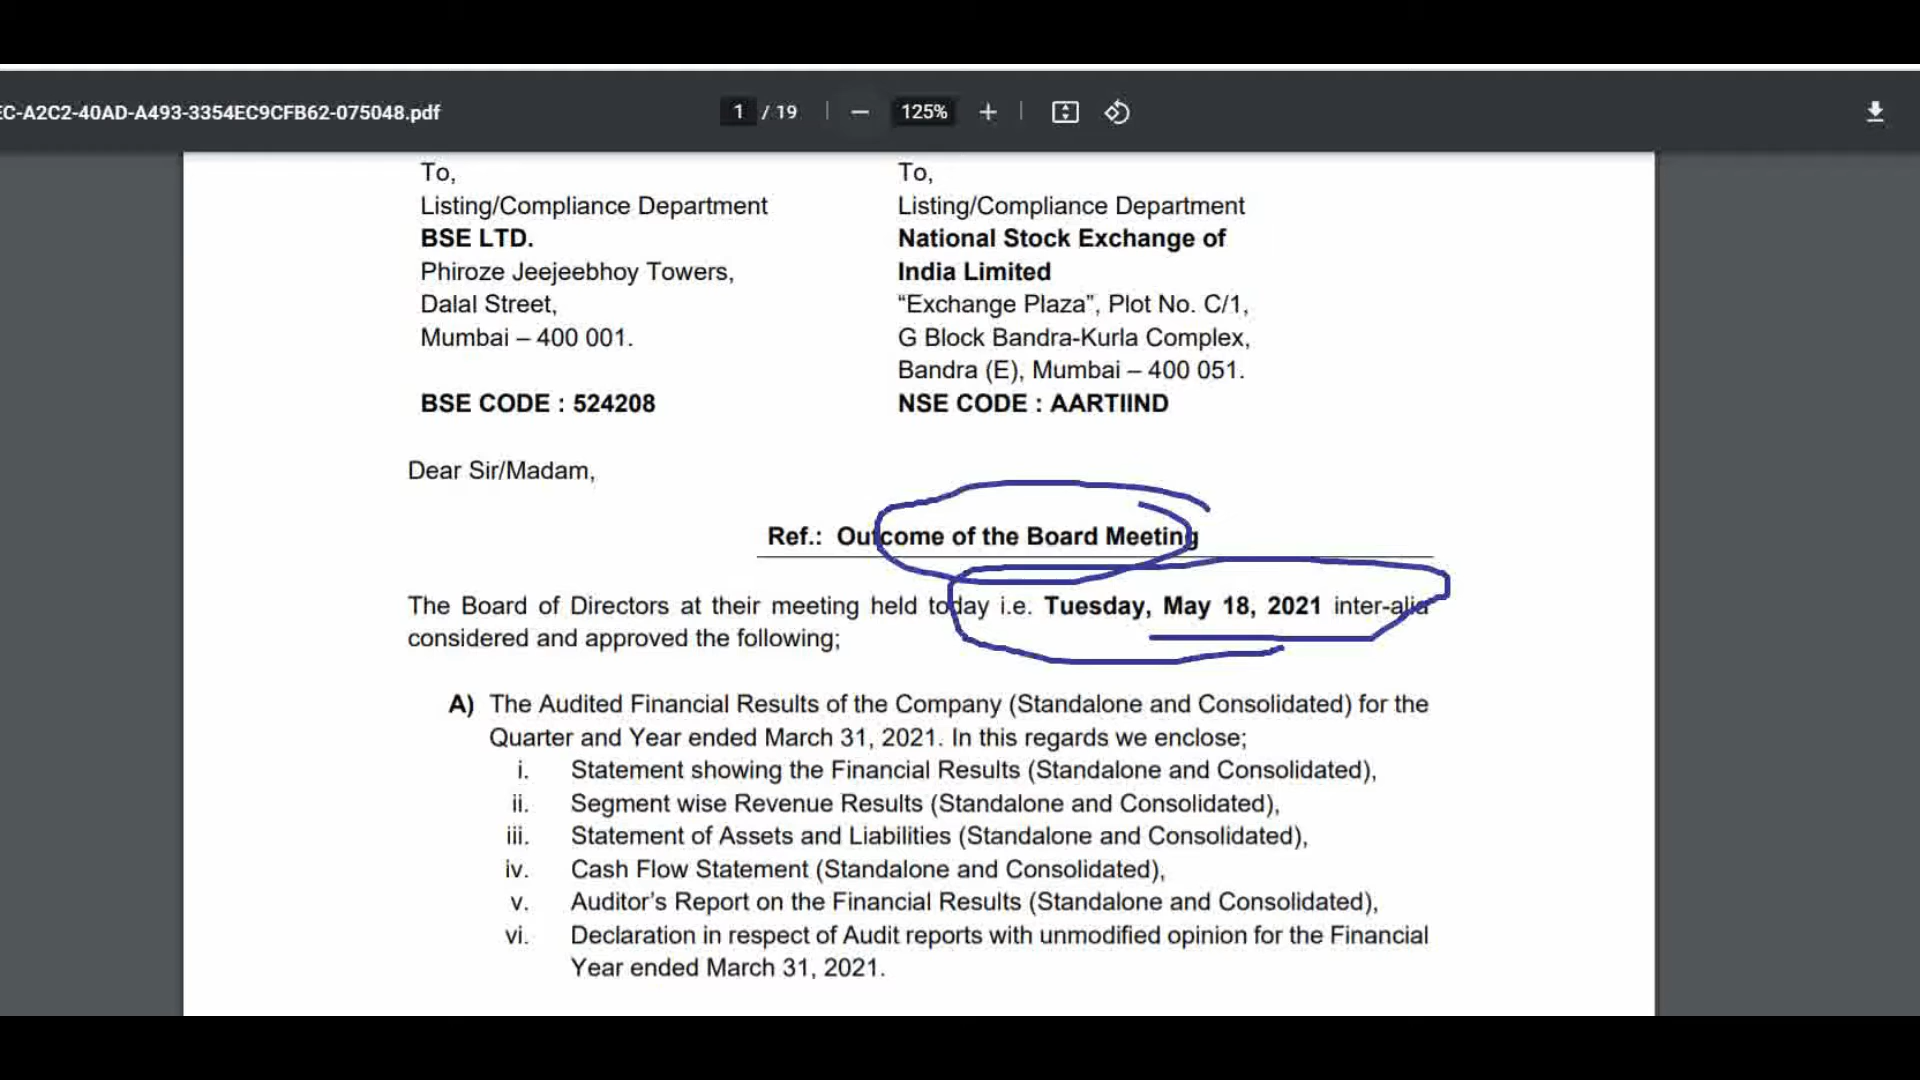 EC-A2C2-40AD-A493-3354EC9CFB62-075048.pdf
1 / 19
125%
To,
Listing/Compliance Department
BSE LTD.
Phiroze Jeejeebhoy Towers,
Dalal Street,
Mumbai – 400 001.
BSE CODE : 524208
To,
Listing/Compliance Department
National Stock Exchange of
India Limited
“Exchange Plaza”, Plot No. C/1,
G Block Bandra-Kurla Complex,
Bandra (E), Mumbai – 400 051.
NSE CODE : AARTIIND
Dear Sir/Madam,
Ref.: Outcome of the Board Meeting
The Board of Directors at their meeting held today i.e. Tuesday, May 18, 2021 inter-alia
considered and approved the following;
A) The Audited Financial Results of the Company (Standalone and Consolidated) for the
Quarter and Year ended March 31, 2021. In this regards we enclose;
i. Statement showing the Financial Results (Standalone and Consolidated),
ii. Segment wise Revenue Results (Standalone and Consolidated),
iii. Statement of Assets and Liabilities (Standalone and Consolidated),
iv. Cash Flow Statement (Standalone and Consolidated),
v. Auditor’s Report on the Financial Results (Standalone and Consolidated),
vi. Declaration in respect of Audit reports with unmodified opinion for the Financial
Year ended March 31, 2021.